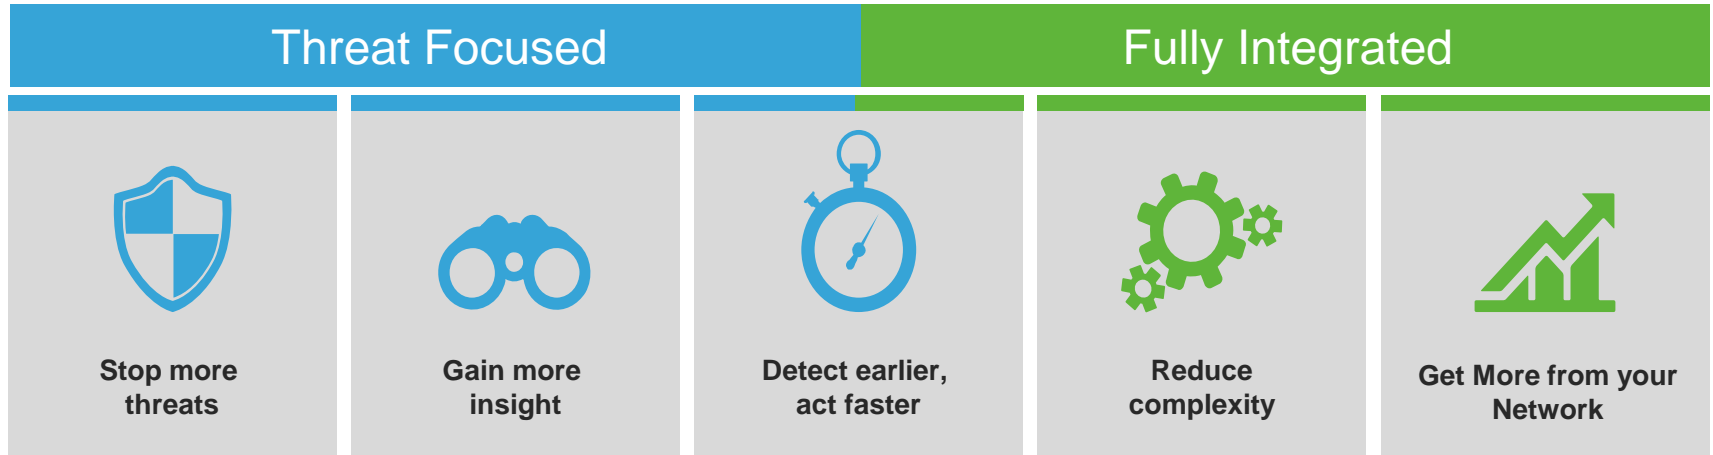 Threat Focused
Fully Integrated
Stop more
threats
Gain more
insight
Detect earlier,
act faster
Reduce
complexity
Get More from your
Network